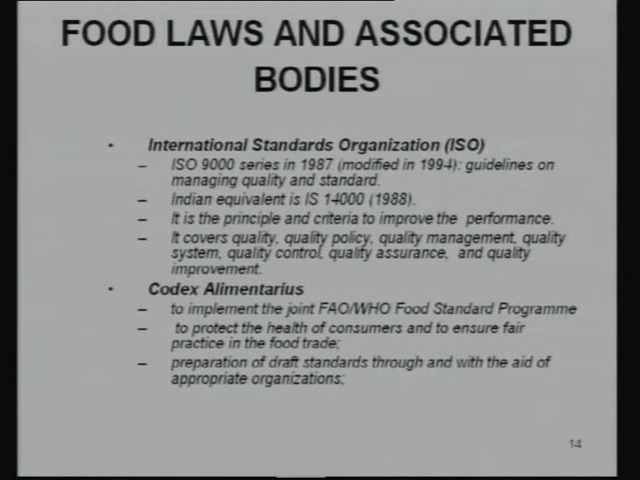 FOOD LAWS AND ASSOCIATED
BODIES
• International Standards Organization (ISO)
– ISO 9000 series in 1987 (modified in 1994): guidelines on
managing quality and standard.
– Indian equivalent is IS 14000 (1988).
– It is the principle and criteria to improve the performance.
– It covers quality, quality policy, quality management, quality
system, quality control, quality assurance, and quality
improvement.
• Codex Alimentarius
– to implement the joint FAO/WHO Food Standard Programme
– to protect the health of consumers and to ensure fair
practice in the food trade;
– preparation of draft standards through and with the aid of
appropriate organizations;
14